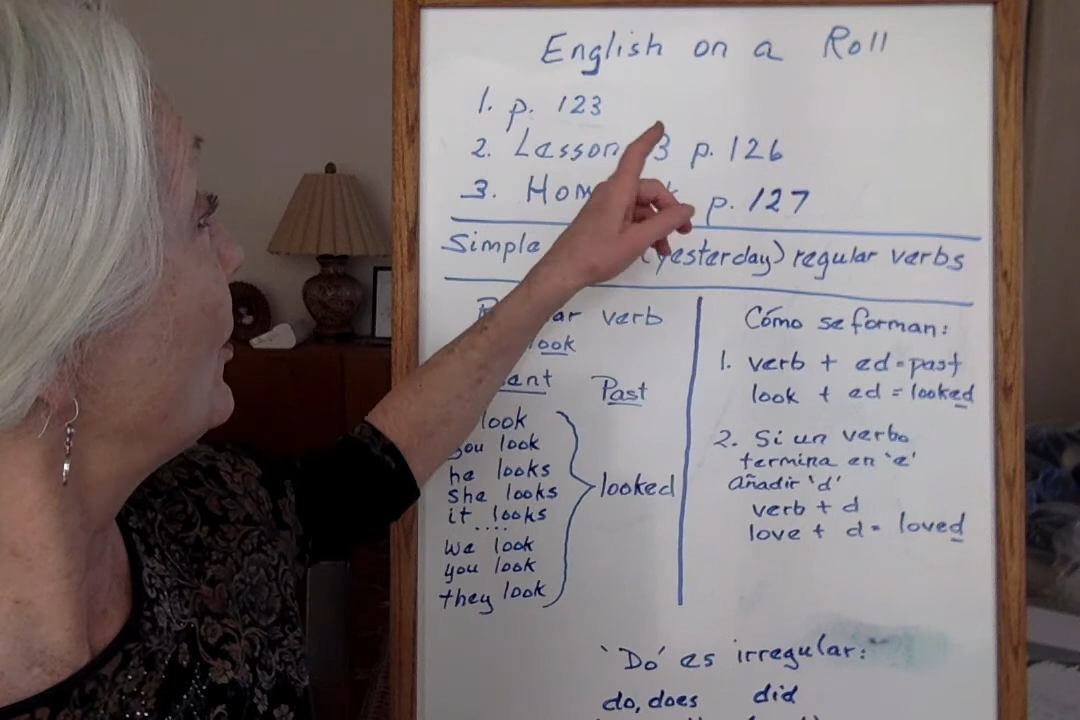 English on a Roll
1. p. 123
2. Lesson 3 p. 126
3. p. 127
Simple (yesterday) regular verbs
verb
look
Past
look
you look
he looks
she looks
it looks
....
we look
you look
they look
looked
Cómo se forman:
1. verb + ed = past
look + ed = looked
2. Si un verbo
termina en 'e'
añadir 'd'
verb + d
love + d = loved
'Do' es irregular:
do, does did